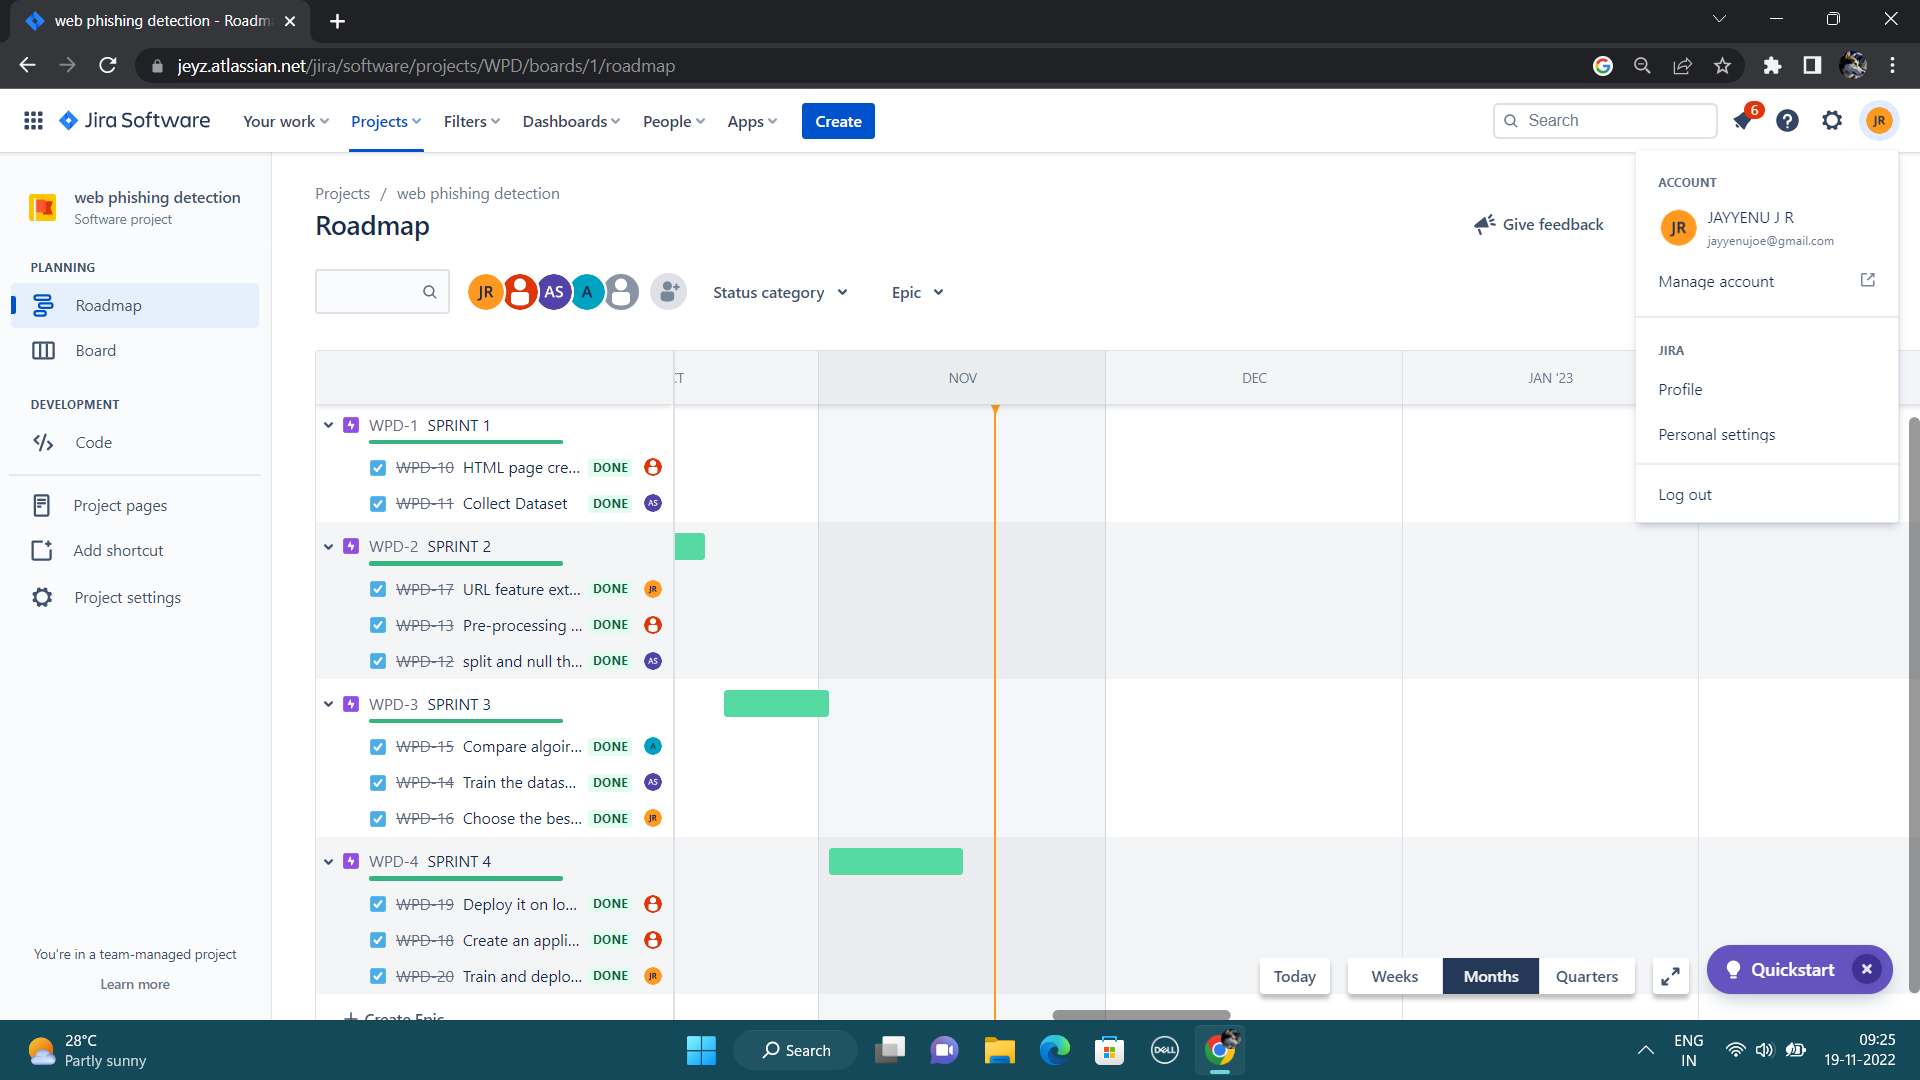 web phishing detection - Roadm
jeyz.atlassian.net/jira/software/projects/WPD/boards/1/roadmap
Jira Software
Your work
Projects
Filters
Dashboards
People
Apps
Create
Search
6
JR
web phishing detection
Software project
PLANNING
Roadmap
Board
DEVELOPMENT
Code
Project pages
Add shortcut
Project settings
You're in a team-managed project
Learn more
Projects / web phishing detection
Roadmap
Give feedback
JR
AS
A
Status category
Epic
CT
NOV
DEC
JAN '23
WPD-1 SPRINT 1
WPD-10 HTML page cre... DONE
WPD-11 Collect Dataset DONE AS
WPD-2 SPRINT 2
WPD-17 URL feature ext... DONE JR
WPD-13 Pre-processing ... DONE
WPD-12 split and null th... DONE AS
WPD-3 SPRINT 3
WPD-15 Compare algoir... DONE A
WPD-14 Train the datas... DONE AS
WPD-16 Choose the bes... DONE JR
WPD-4 SPRINT 4
WPD-19 Deploy it on lo... DONE
WPD-18 Create an appli... DONE
WPD-20 Train and deplo... DONE JR
+ Create Epic
ACCOUNT
JR
JAYYENU J R
jayyenujoe@gmail.com
Manage account
JIRA
Profile
Personal settings
Log out
Today
Weeks
Months
Quarters
Quickstart
28°C
Partly sunny
Search
DELL
ENG
IN
09:25
19-11-2022